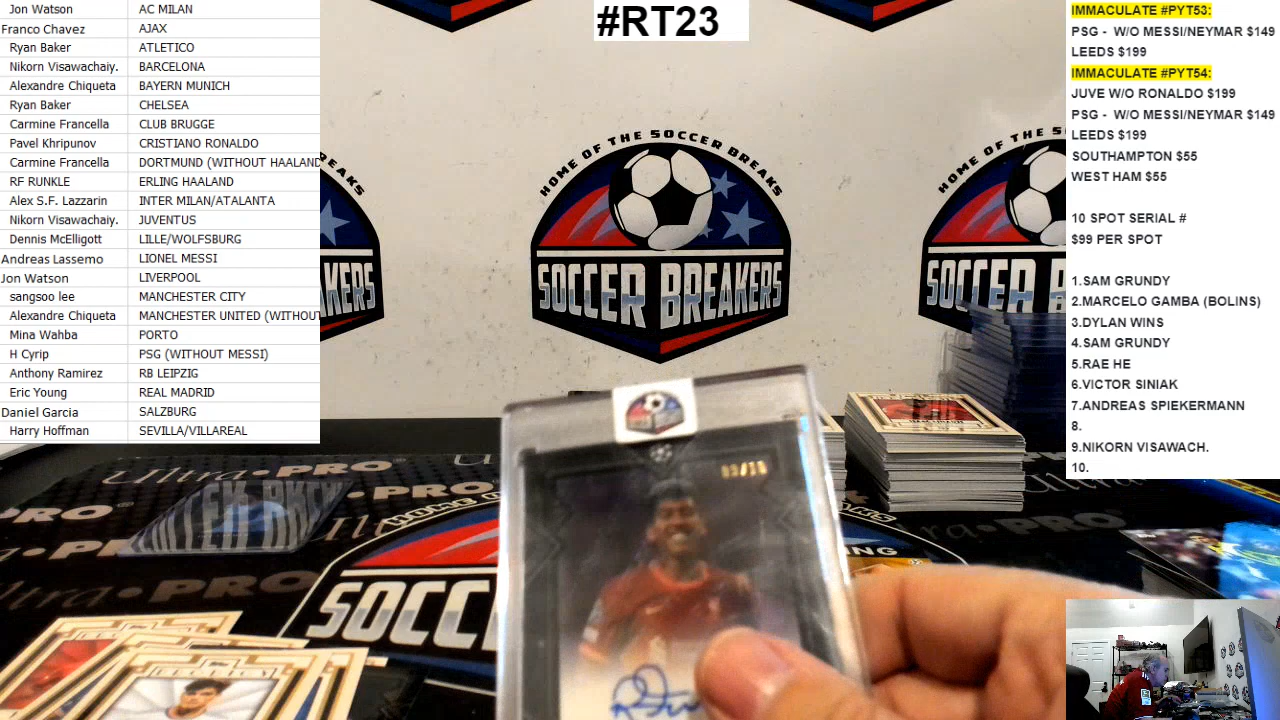 Jon Watson AC MILAN
Franco Chavez AJAX
Ryan Baker ATLETICO
Nikorn Visawachaiy. BARCELONA
Alexandre Chiqueta BAYERN MUNICH
Ryan Baker CHELSEA
Carmine Francella CLUB BRUGGE
Pavel Khripunov CRISTIANO RONALDO
Carmine Francella DORTMUND (WITHOUT HAALAND
RF RUNKLE ERLING HAALAND
Alex S.F. Lazzarin INTER MILAN/ATALANTA
Nikorn Visawachaiy. JUVENTUS
Dennis McElligott LILLE/WOLFSBURG
Andreas Lassemo LIONEL MESSI
Jon Watson LIVERPOOL
sangsoo lee MANCHESTER CITY
Alexandre Chiqueta MANCHESTER UNITED (WITHOUT
Mina Wahba PORTO
H Cyrip PSG (WITHOUT MESSI)
Anthony Ramirez RB LEIPZIG
Eric Young REAL MADRID
Daniel Garcia SALZBURG
Harry Hoffman SEVILLA/VILLAREAL
#RT23
HOME OF THE SOCCER BREAKS
SOCCER BREAKERS
IMMACULATE #PYT53:
PSG - W/O MESSI/NEYMAR $149
LEEDS $199
IMMACULATE #PYT54:
JUVE W/O RONALDO $199
PSG - W/O MESSI/NEYMAR $149
LEEDS $199
SOUTHAMPTON $55
WEST HAM $55
10 SPOT SERIAL #
$99 PER SPOT
1.SAM GRUNDY
2.MARCELO GAMBA (BOLINS)
3.DYLAN WINS
4.SAM GRUNDY
5.RAE HE
6.VICTOR SINIAK
7.ANDREAS SPIEKERMANN
8.
9.NIKORN VISAWACH.
10.
Ultra•PRO
SOCC